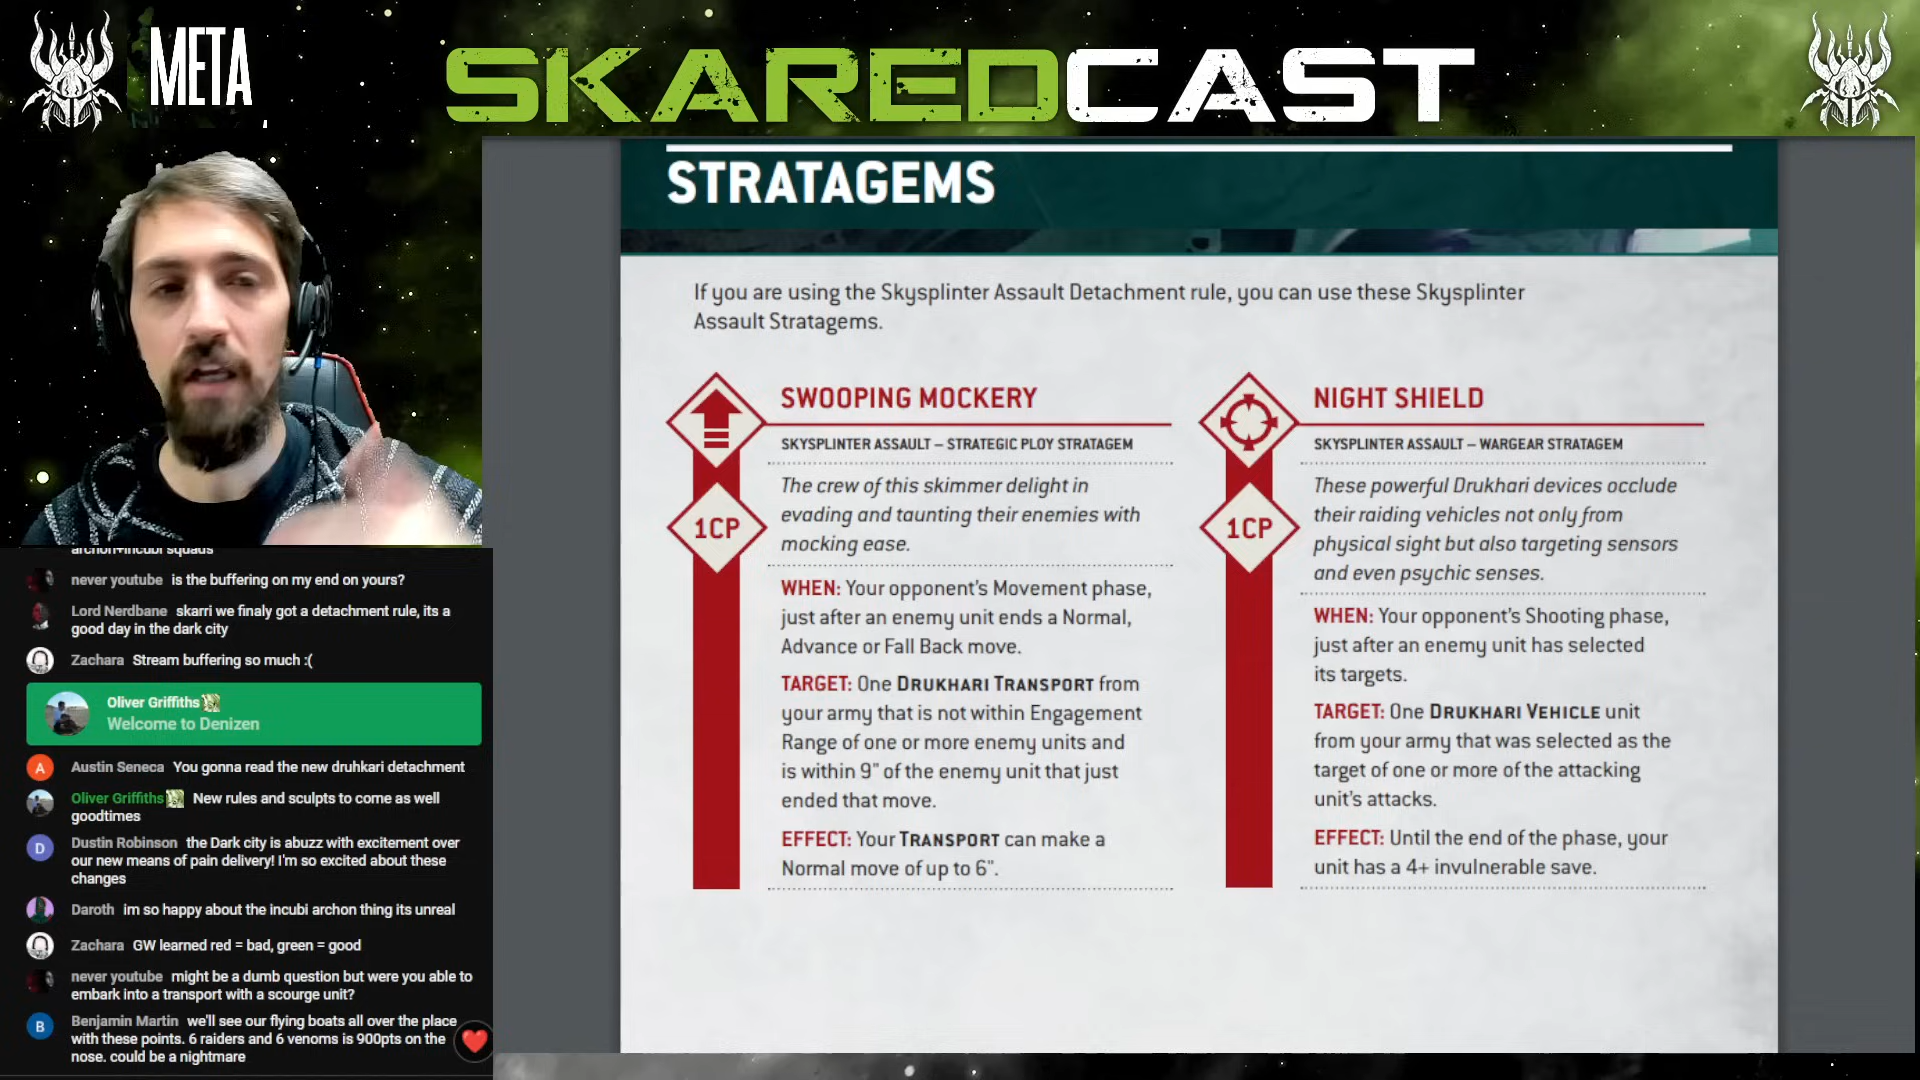 META
SKAREDCAST
STRATAGEMS
If you are using the Skysplinter Assault Detachment rule, you can use these Skysplinter
Assault Stratagems.
SWOOPING MOCKERY
SKYSPLINTER ASSAULT – STRATEGIC PLOY STRATAGEM
1CP
The crew of this skimmer delight in
evading and taunting their enemies with
mocking ease.
WHEN: Your opponent's Movement phase,
just after an enemy unit ends a Normal,
Advance or Fall Back move.
TARGET: One DRUKHARI TRANSPORT from
your army that is not within Engagement
Range of one or more enemy units and
is within 9" of the enemy unit that just
ended that move.
EFFECT: Your TRANSPORT can make a
Normal move of up to 6".
NIGHT SHIELD
SKYSPLINTER ASSAULT – WARGEAR STRATAGEM
1CP
These powerful Drukhari devices occlude
their raiding vehicles not only from
physical sight but also targeting sensors
and even psychic senses.
WHEN: Your opponent's Shooting phase,
just after an enemy unit has selected
its targets.
TARGET: One DRUKHARI VEHICLE unit
from your army that was selected as the
target of one or more of the attacking
unit's attacks.
EFFECT: Until the end of the phase, your
unit has a 4+ invulnerable save.
archon+incubi squads
never youtube is the buffering on my end on yours?
Lord Nerdbane skarri we finaly got a detachment rule, its a
good day in the dark city
Zachara Stream buffering so much :(
Oliver Griffiths
Welcome to Denizen
A
Austin Seneca You gonna read the new druhkari detachment
Oliver Griffiths New rules and sculpts to come as well
goodtimes
D
Dustin Robinson the Dark city is abuzz with excitement over
our new means of pain delivery! I'm so excited about these
changes
Daroth im so happy about the incubi archon thing its unreal
Zachara GW learned red = bad, green = good
never youtube might be a dumb question but were you able to
embark into a transport with a scourge unit?
B
Benjamin Martin we'll see our flying boats all over the place
with these points. 6 raiders and 6 venoms is 900pts on the
nose. could be a nightmare